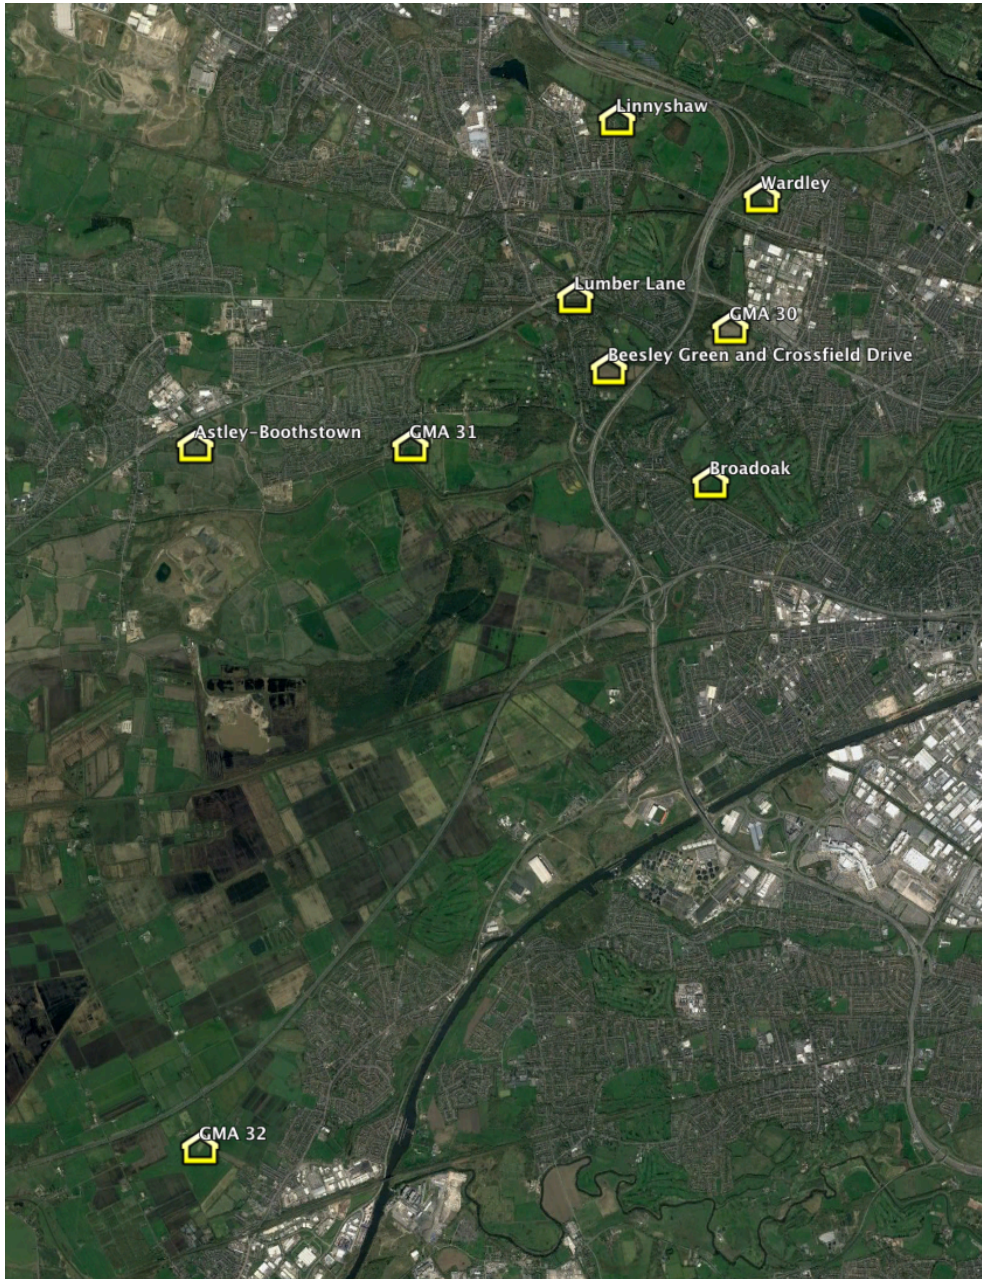 Linnyshaw
Wardley
Lumber Lane
GMA 30
Beesley Green and Crossfield Drive
Astley-Boothstown
GMA 31
Broadoak
GMA 32